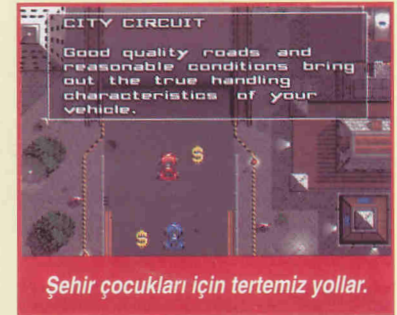 CITY CIRCUIT
Good quality roads and
reasonable conditions bring
out the true handling
characteristics of your
vehicle.
$
$
Şehir çocukları için tertemiz yollar.